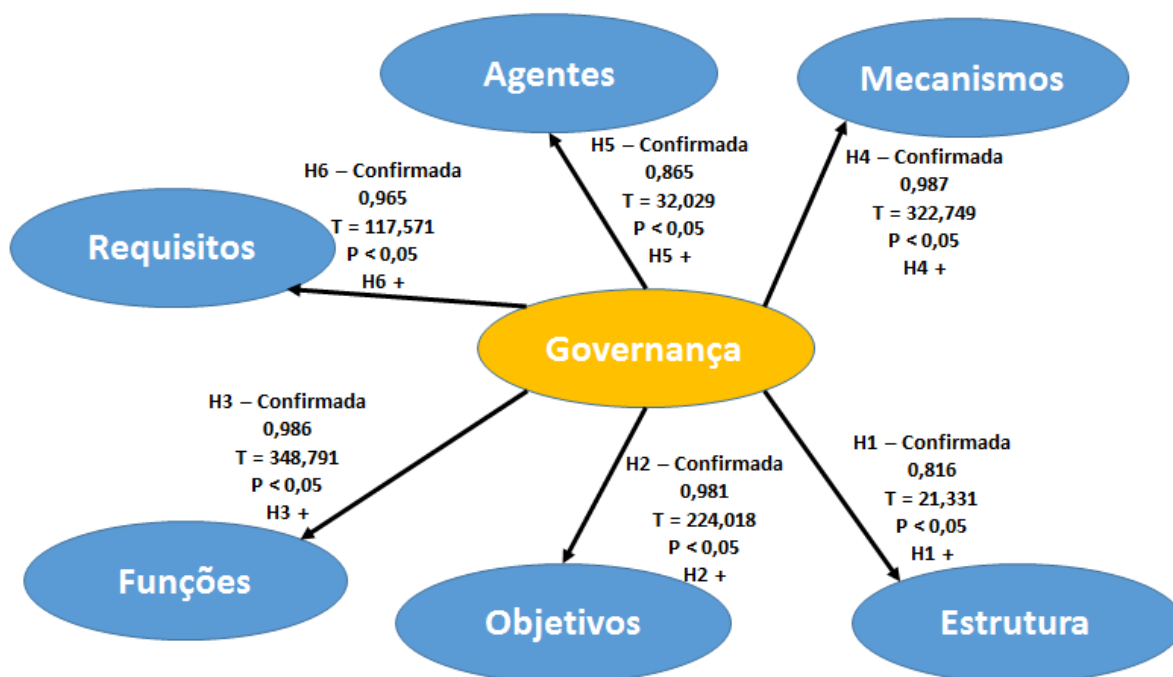 Agentes
Mecanismos
H5 – Confirmada
0,865
T = 32,029
P < 0,05
H5 +
H4 – Confirmada
0,987
T = 322,749
P < 0,05
H4 +
H6 – Confirmada
0,965
T = 117,571
P < 0,05
H6 +
Requisitos
Governança
H3 – Confirmada
0,986
T = 348,791
P < 0,05
H3 +
H2 – Confirmada
0,981
T = 224,018
P < 0,05
H2 +
H1 – Confirmada
0,816
T = 21,331
P < 0,05
H1 +
Funções
Objetivos
Estrutura